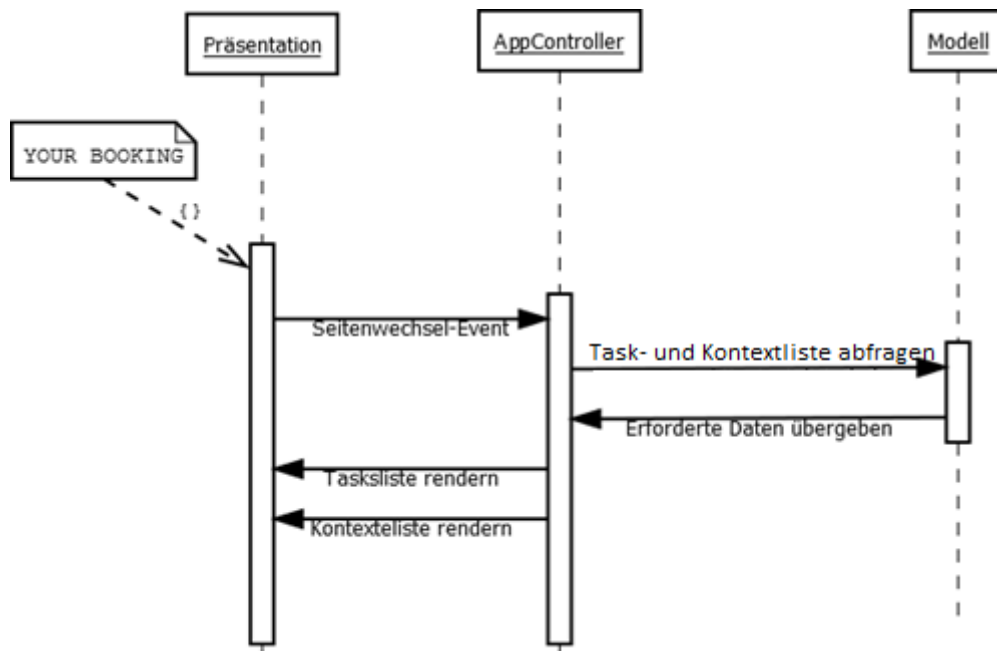 Präsentation
AppController
Modell
YOUR BOOKING
{}
Seitenwechsel-Event
Task- und Kontextliste abfragen
Erforderte Daten übergeben
Tasksliste rendern
Kontexteliste rendern